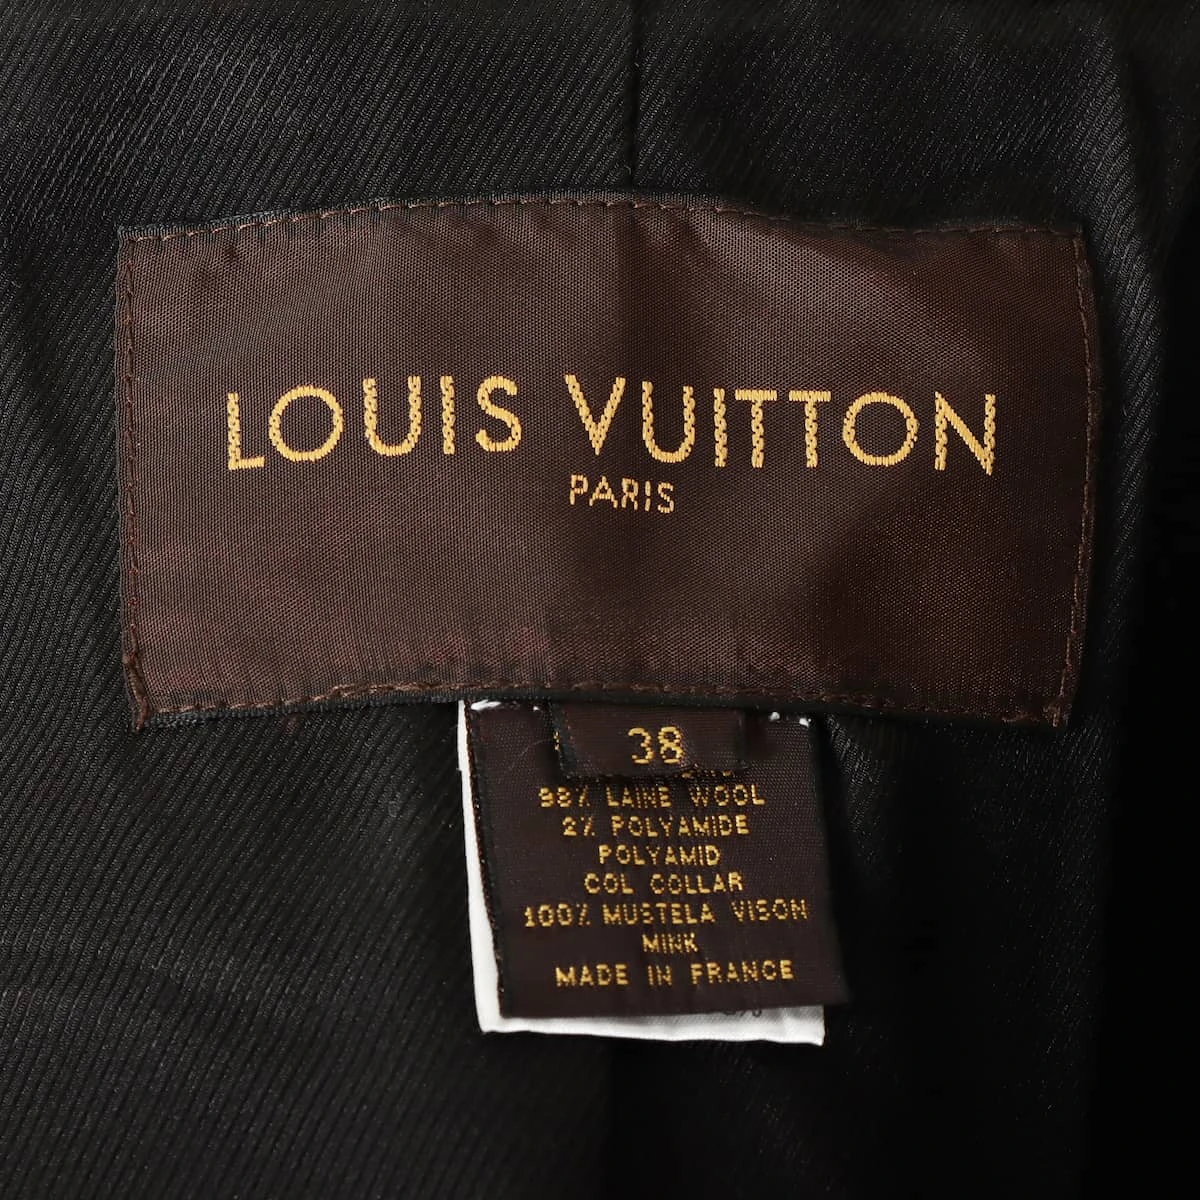 LOUIS VUITTON
PARIS
38
98% LAINE WOOL
2% POLYAMIDE
POLYAMID
COL COLLAR
100% MUSTELA VISON
MINK
MADE IN FRANCE